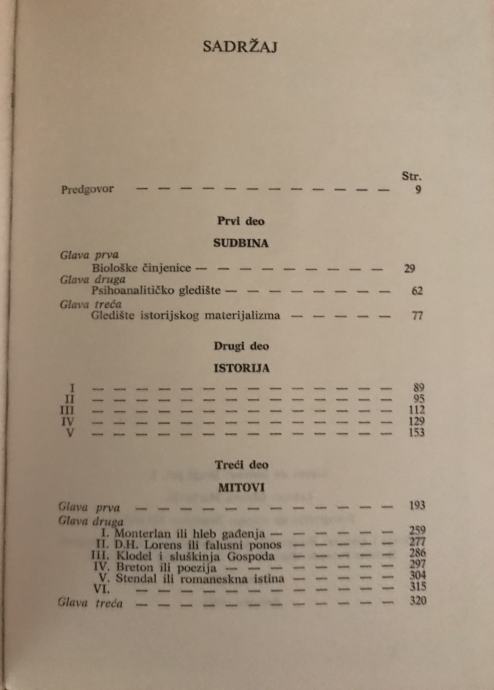 SADRŽAJ
Str.
Predgovor — — — — — — — — — — — 9
Prvi deo
SUDBINA
Glava prva
Biološke činjenice — — — — — — — — 29
Glava druga
Psihoanalitičko gledište — — — — — — — 62
Glava treća
Gledište istorijskog materijalizma — — — — — 77
Drugi deo
ISTORIJA
I — — — — — — — — — — — — — 89
II — — — — — — — — — — — — — 95
III — — — — — — — — — — — — — 112
IV — — — — — — — — — — — — — 129
V — — — — — — — — — — — — — 153
Treći deo
MITOVI
Glava prva — — — — — — — — — — — 193
Glava druga
I. Monterlan ili hleb gađenja — — — — — — 259
II. D.H. Lorens ili falusni ponos — — — — — 277
III. Klodel i sluškinja Gospoda — — — — — 286
IV. Breton ili poezija — — — — — — — 297
V. Stendal ili romaneskna istina — — — — — 304
VI. — — — — — — — — — — — 315
Glava treća — — — — — — — — — — — 320